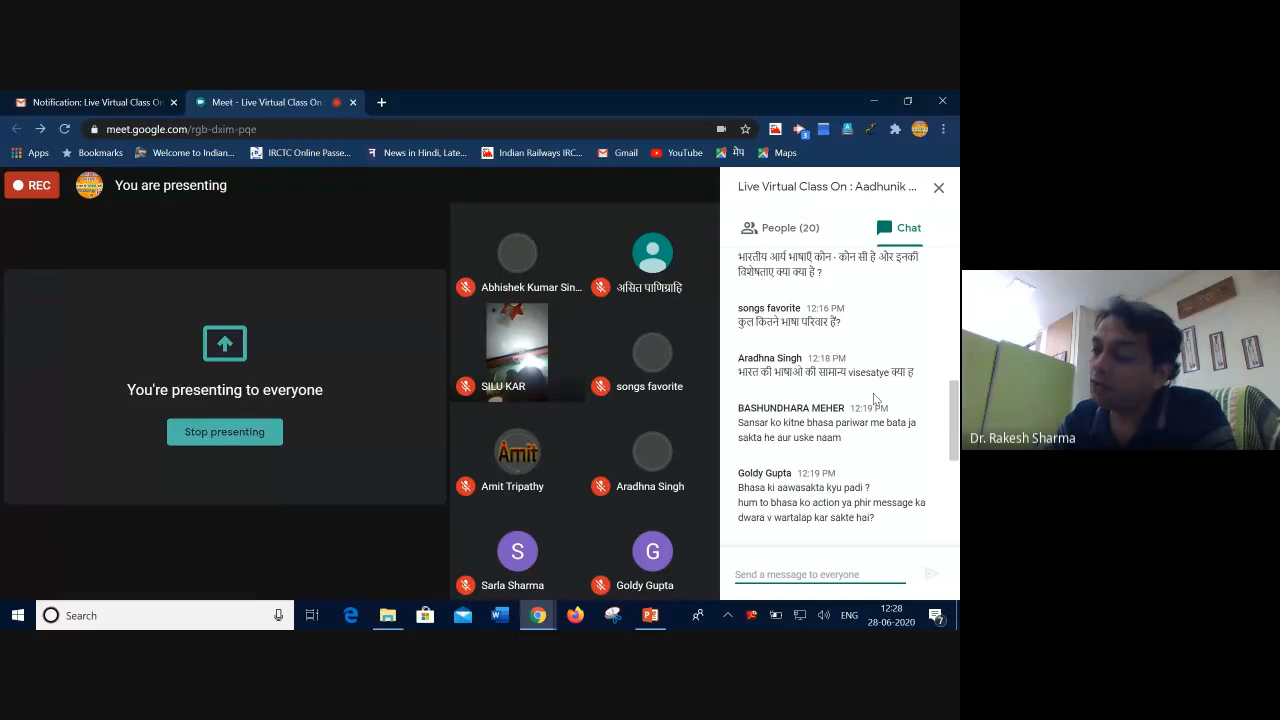 Notification: Live Virtual Class On
Meet - Live Virtual Class On
meet.google.com/rgb-dxim-pqe
Apps
Bookmarks
Welcome to Indian...
IRCTC Online Passe...
News in Hindi, Late...
Indian Railways IRC...
Gmail
YouTube
मेप
Maps
REC
You are presenting
You're presenting to everyone
Stop presenting
Abhishek Kumar Sin...
असित पाणिग्राहि
SILU KAR
songs favorite
Amit
Amit Tripathy
Aradhna Singh
S
Sarla Sharma
G
Goldy Gupta
Live Virtual Class On : Aadhunik ...
People (20)
Chat
भारतीय आर्य भाषाएँ कोन - कोन सी हे ओर इनकी
विशेषताए क्या क्या हे ?
songs favorite 12:16 PM
कुल कितने भाषा परिवार हैं?
Aradhna Singh 12:18 PM
भारत की भाषाओ की सामान्य visesatye क्या ह
BASHUNDHARA MEHER 12:19 PM
Sansar ko kitne bhasa pariwar me bata ja
sakta he aur uske naam
Goldy Gupta 12:19 PM
Bhasa ki aawasakta kyu padi ?
hum to bhasa ko action ya phir message ka
dwara v wartalap kar sakte hai?
Send a message to everyone
Dr. Rakesh Sharma
Search
ENG
12:28
28-06-2020
7